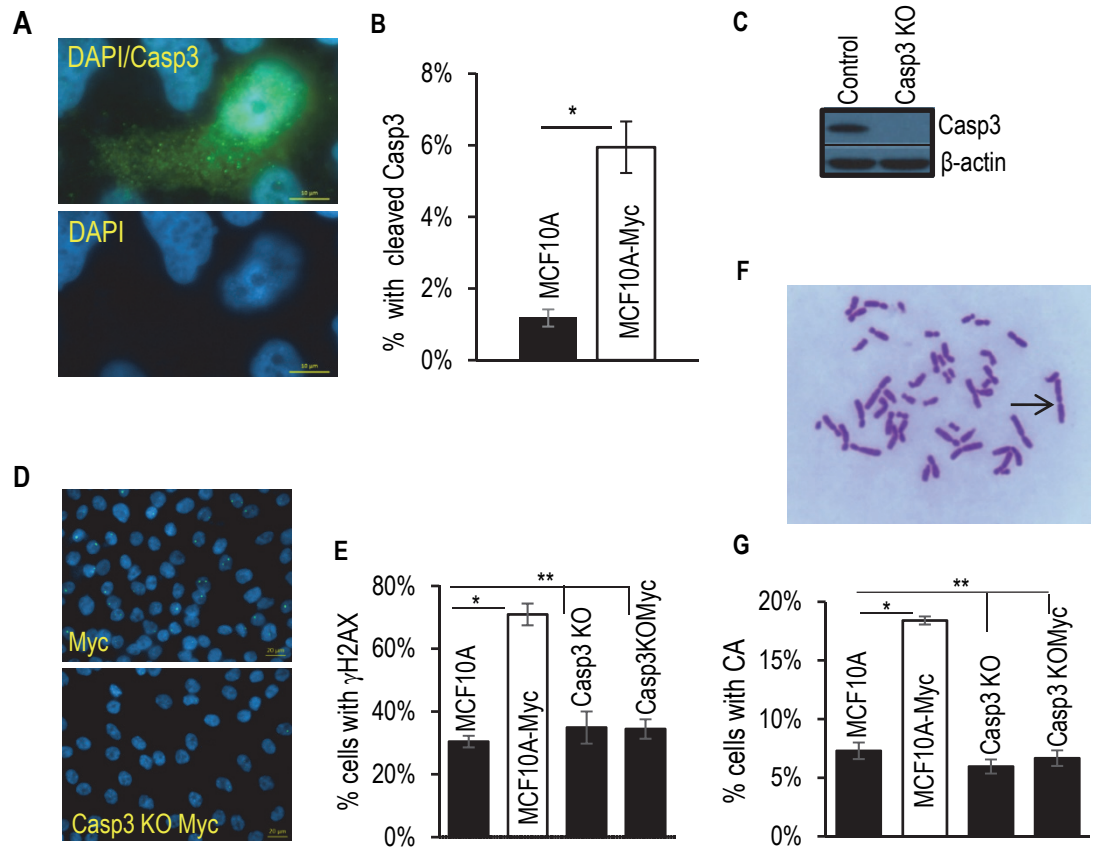 A
DAPI/Casp3
10 µm
DAPI
10 µm
B
% with cleaved Casp3
8%
6%
4%
2%
0%
*
MCF10A
MCF10A-Myc
C
Control
Casp3 KO
Casp3
β-actin
D
Myc
20 µm
Casp3 KO Myc
20 µm
E
% cells with γH2AX
80%
60%
40%
20%
0%
*
**
MCF10A
MCF10A-Myc
Casp3 KO
Casp3KOMyc
F
G
% cells with CA
20%
15%
10%
5%
0%
*
**
MCF10A
MCF10A-Myc
Casp3 KO
Casp3 KOMyc